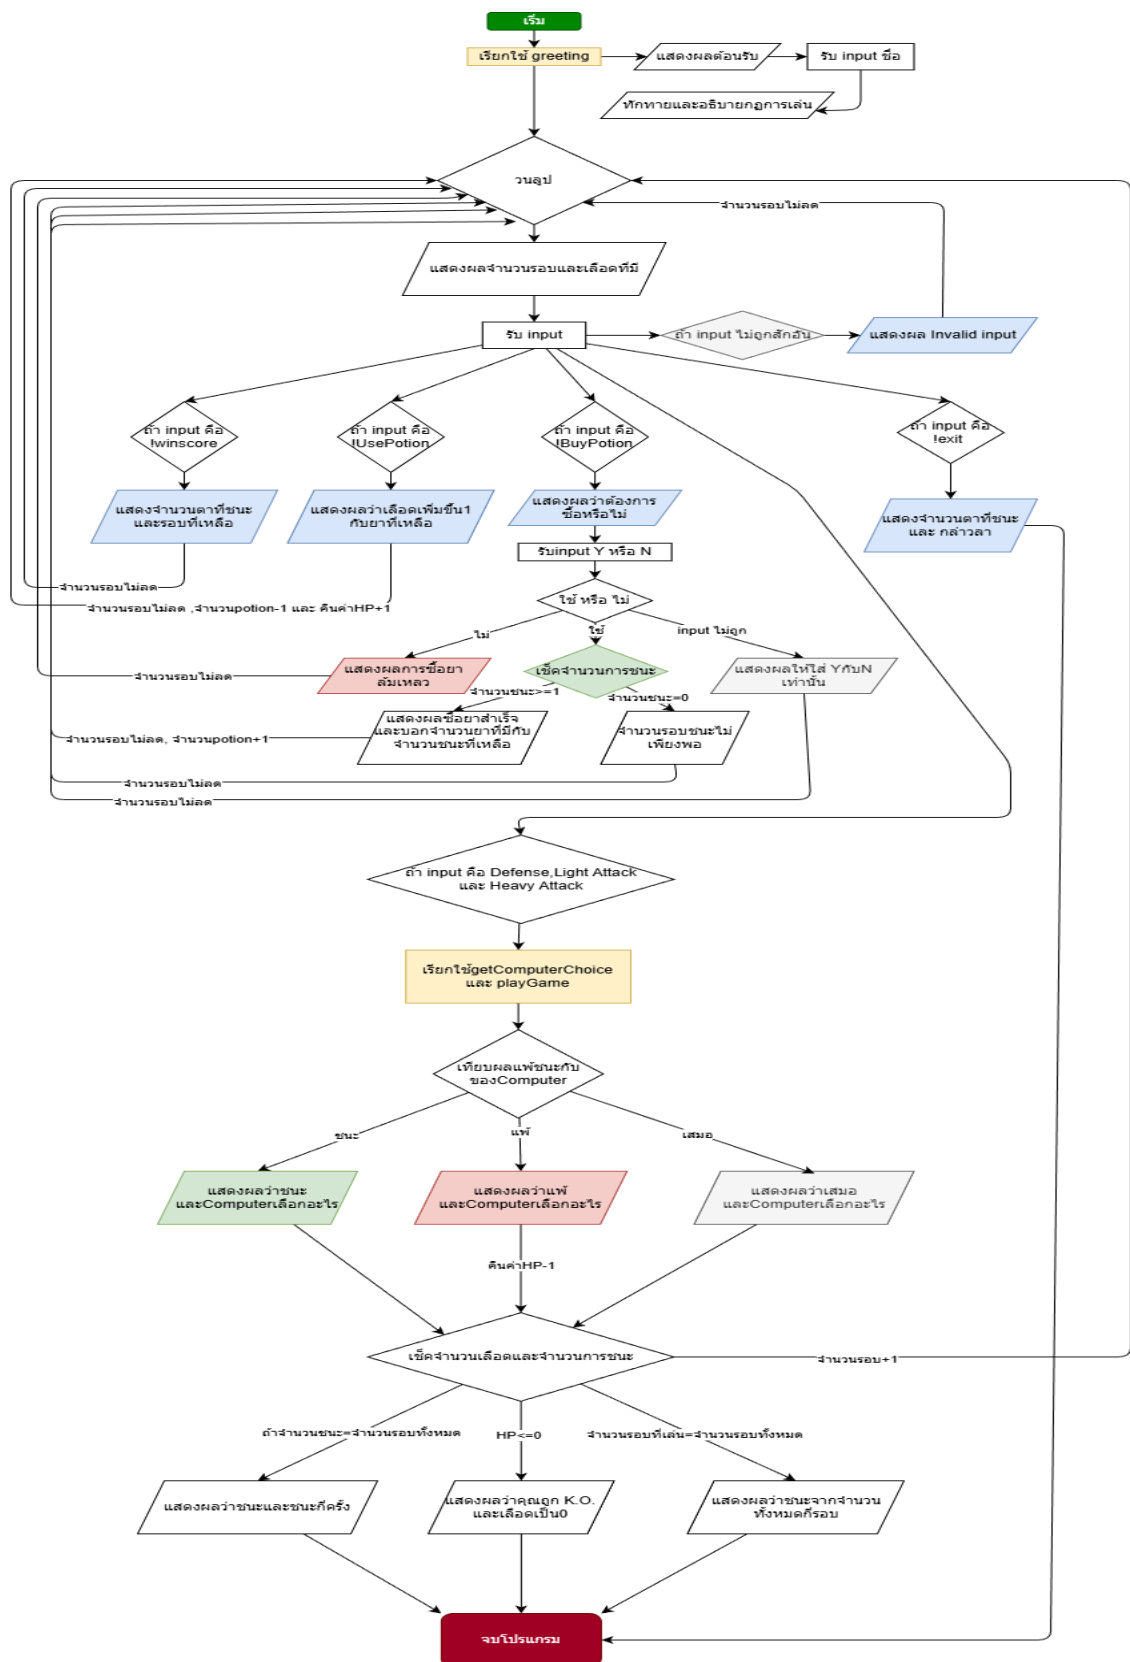 เริ่ม
เรียกใช้ greeting
แสดงผลต้อนรับ
รับ input ชื่อ
ทักทายและอธิบายกฏการเล่น
วนลูป
จำนวนรอบไม่ลด
แสดงผลจำนวนรอบและเลือดที่มี
รับ input
ถ้า input ไม่ถูกสักอัน
แสดงผล Invalid input
ถ้า input คือ
!winscore
ถ้า input คือ
!UsePotion
ถ้า input คือ
!BuyPotion
ถ้า input คือ
!exit
แสดงจำนวนตาที่ชนะ
และรอบที่เหลือ
แสดงผลว่าเลือดเพิ่มขึ้น1
กับยาที่เหลือ
แสดงผลว่าต้องการ
ซื้อหรือไม่
แสดงจำนวนตาที่ชนะ
และ กล่าวลา
รับinput Y หรือ N
จำนวนรอบไม่ลด
จำนวนรอบไม่ลด ,จำนวนpotion-1 และ คืนค่าHP+1
ใช้ หรือ ไม่
ไม่
ใช้
input ไม่ถูก
แสดงผลการซื้อยา
ล้มเหลว
เช็คจำนวนการชนะ
แสดงผลให้ใส่ YกับN
เท่านั้น
จำนวนรอบไม่ลด
จำนวนชนะ>=1
จำนวนชนะ=0
แสดงผลซื้อยาสำเร็จ
และบอกจำนวนยาที่มีกับ
จำนวนชนะที่เหลือ
จำนวนรอบชนะไม่
เพียงพอ
จำนวนรอบไม่ลด, จำนวนpotion+1
จำนวนรอบไม่ลด
จำนวนรอบไม่ลด
ถ้า input คือ Defense,Light Attack
และ Heavy Attack
เรียกใช้getComputerChoice
และ playGame
เทียบผลแพ้ชนะกับ
ของComputer
ชนะ
แพ้
เสมอ
แสดงผลว่าชนะ
และComputerเลือกอะไร
แสดงผลว่าแพ้
และComputerเลือกอะไร
แสดงผลว่าเสมอ
และComputerเลือกอะไร
คืนค่าHP-1
เช็คจำนวนเลือดและจำนวนการชนะ
จำนวนรอบ+1
ถ้าจำนวนชนะ=จำนวนรอบทั้งหมด
HP<=0
จำนวนรอบที่เล่น=จำนวนรอบทั้งหมด
แสดงผลว่าชนะและชนะกี่ครั้ง
แสดงผลว่าคุณถูก K.O.
และเลือดเป็น0
แสดงผลว่าชนะจากจำนวน
ทั้งหมดกี่รอบ
จบโปรแกรม